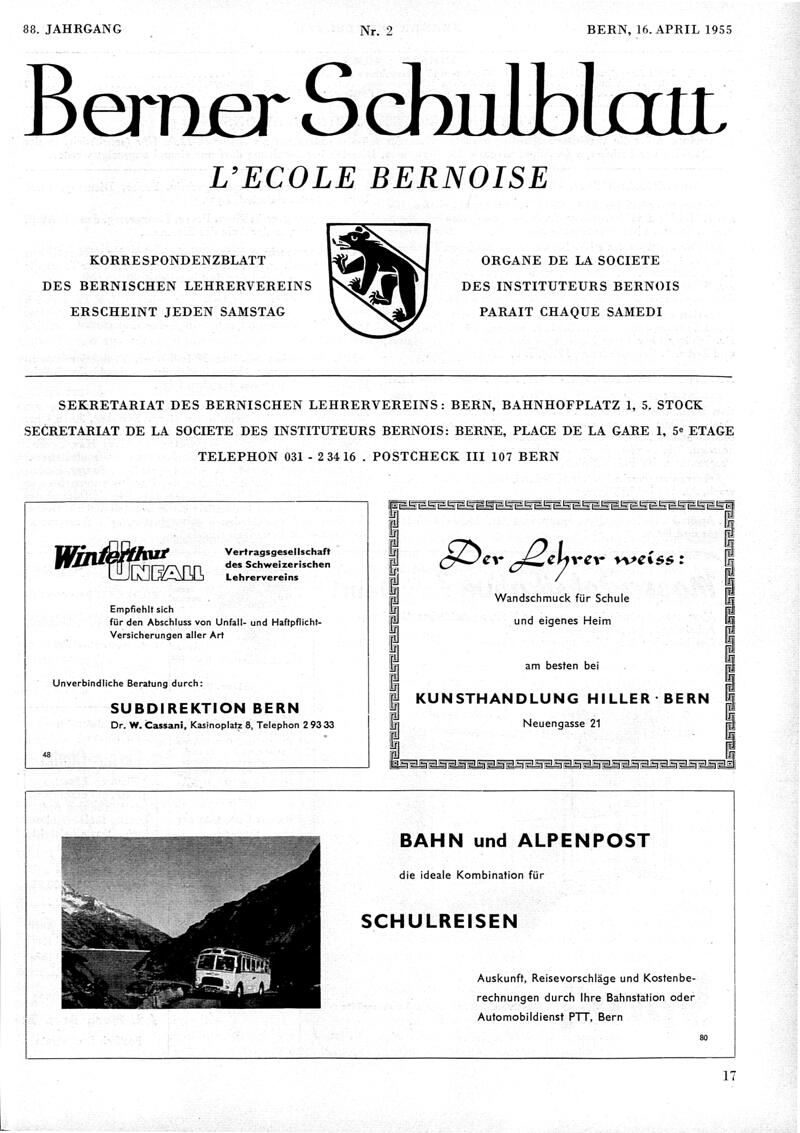 88. JAHRGANG
Nr. 2
BERN, 16. APRIL 1955
Berner Schulblatt
L'ECOLE BERNOISE
KORRESPONDENZBLATT
DES BERNISCHEN LEHRERVEREINS
ERSCHEINT JEDEN SAMSTAG
ORGANE DE LA SOCIETE
DES INSTITUTEURS BERNOIS
PARAIT CHAQUE SAMEDI
SEKRETARIAT DES BERNISCHEN LEHRERVEREINS: BERN, BAHNHOFPLATZ 1, 5. STOCK
SECRETARIAT DE LA SOCIETE DES INSTITUTEURS BERNOIS: BERNE, PLACE DE LA GARE 1, 5e ETAGE
TELEPHON 031 - 2 34 16 . POSTCHECK III 107 BERN
Winterthur
UNFALL
Vertragsgesellschaft
des Schweizerischen
Lehrervereins
Empfiehlt sich
für den Abschluss von Unfall- und Haftpflicht-
Versicherungen aller Art
Unverbindliche Beratung durch:
SUBDIREKTION BERN
Dr. W. Cassani, Kasinoplatz 8, Telephon 2 93 33
48
Der Lehrer weiss:
Wandschmuck für Schule
und eigenes Heim
am besten bei
KUNSTHANDLUNG HILLER · BERN
Neuengasse 21
BAHN und ALPENPOST
die ideale Kombination für
SCHULREISEN
Auskunft, Reisevorschläge und Kostenbe-
rechnungen durch Ihre Bahnstation oder
Automobildienst PTT, Bern
80
17